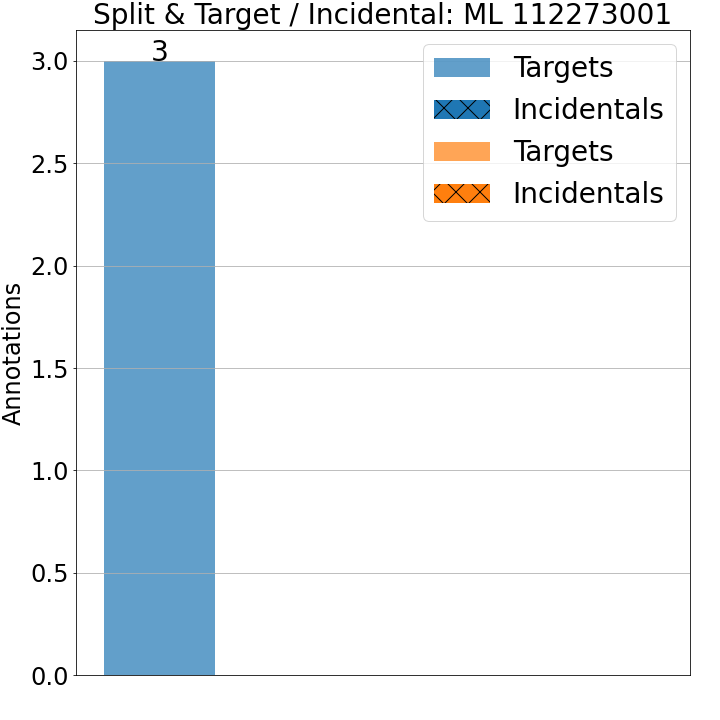 Split & Target / Incidental: ML 112273001
3
3.0
2.5
2.0
1.5
1.0
0.5
0.0
Annotations
Targets
Incidentals
Targets
Incidentals